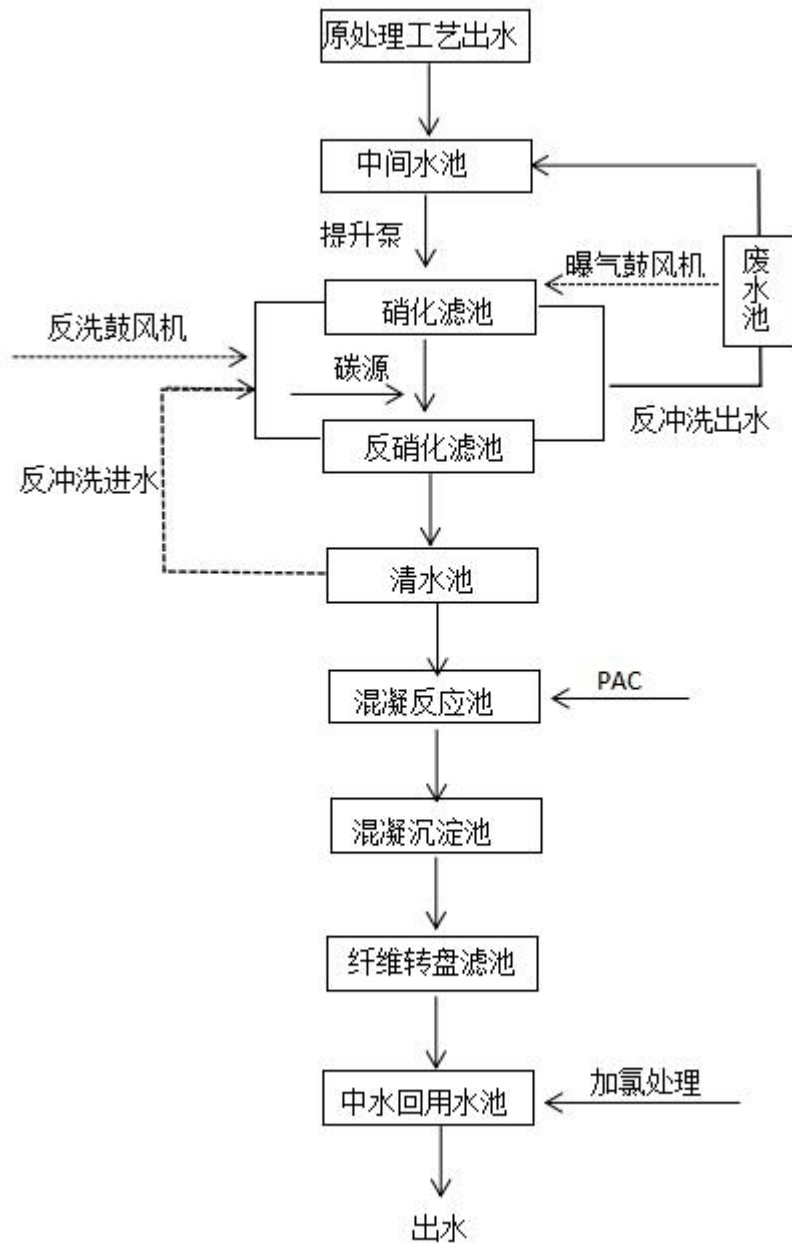 原处理工艺出水
中间水池
提升泵
曝气鼓风机
废水池
硝化滤池
反洗鼓风机
碳源
反冲洗出水
反硝化滤池
反冲洗进水
清水池
PAC
混凝反应池
混凝沉淀池
纤维转盘滤池
加氯处理
中水回用水池
出水